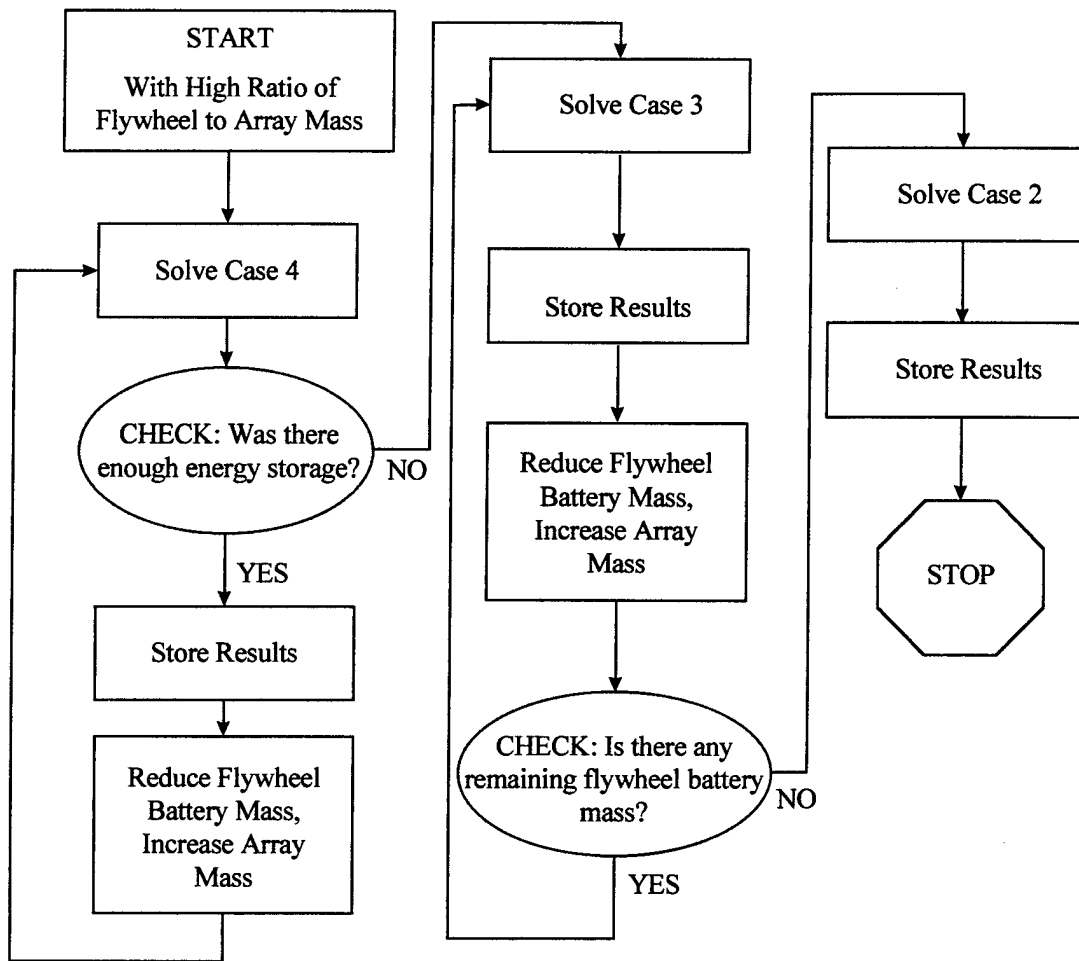 START
With High Ratio of
Flywheel to Array Mass
Solve Case 4
CHECK: Was there
enough energy storage?
NO
YES
Store Results
Reduce Flywheel
Battery Mass,
Increase Array
Mass
Solve Case 3
Store Results
Reduce Flywheel
Battery Mass,
Increase Array
Mass
CHECK: Is there any
remaining flywheel battery
mass?
NO
YES
Solve Case 2
Store Results
STOP